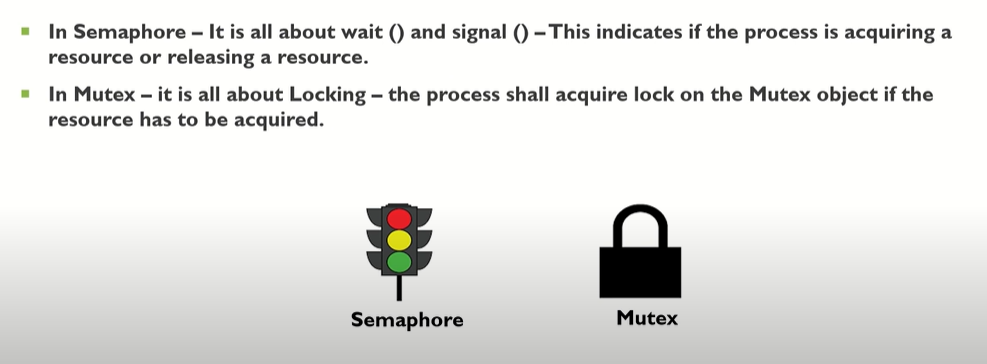 In Semaphore – It is all about wait () and signal () – This indicates if the process is acquiring a
resource or releasing a resource.
In Mutex – it is all about Locking – the process shall acquire lock on the Mutex object if the
resource has to be acquired.
Semaphore
Mutex